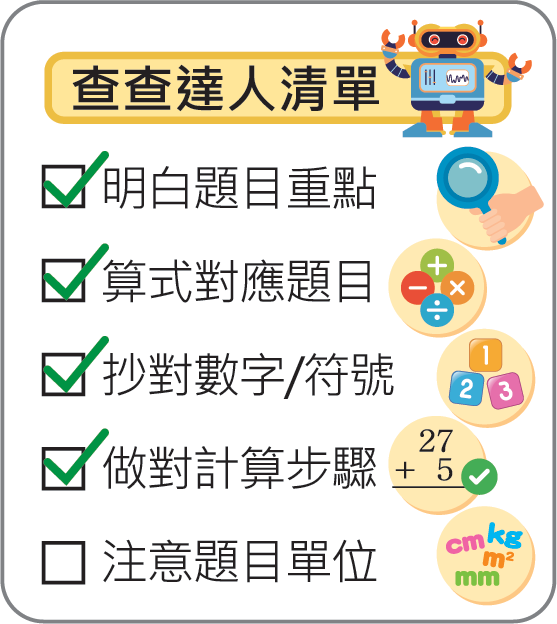 查查達人清單
明白題目重點
算式對應題目
+
− ×
÷
抄對數字/符號
1
2 3
做對計算步驟
27
+ 5
注意題目單位
cm kg
m²
mm